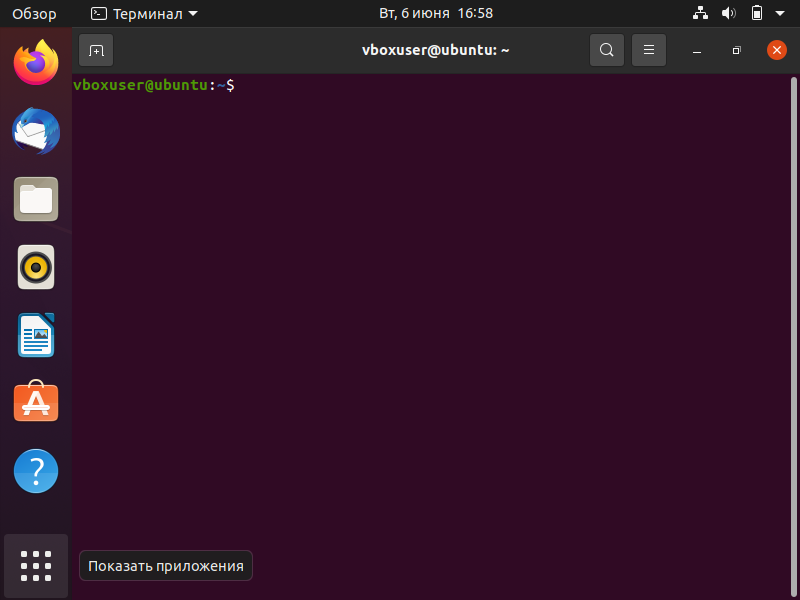 Обзор
Терминал
Вт, 6 июня 16:58
vboxuser@ubuntu: ~
vboxuser@ubuntu:~$
Показать приложения